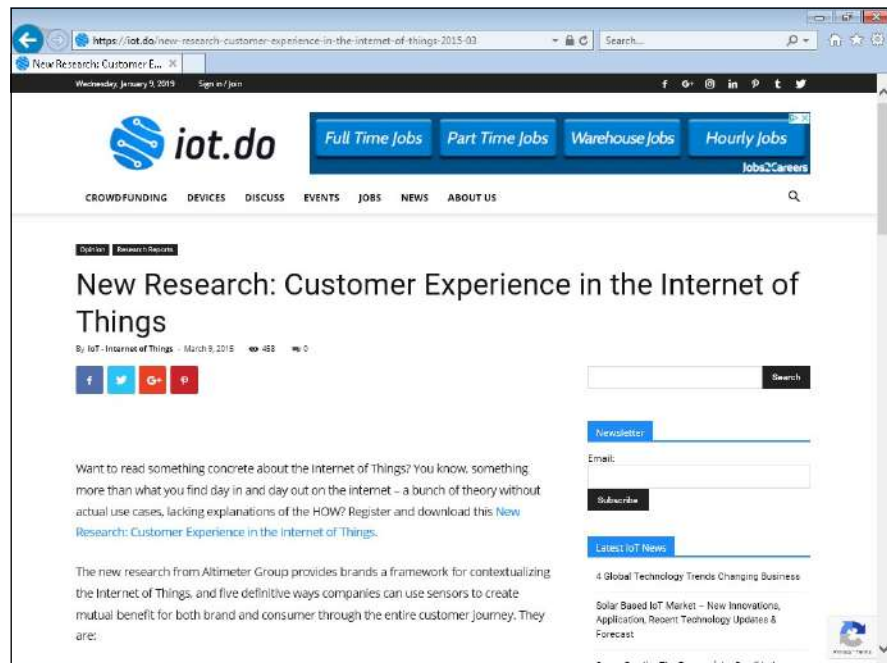 https://iot.do/new-research-customer-experience-in-the-internet-of-things-2015-03
Search...
New Research: Customer E...
Wednesday, January 9, 2019 Sign in / Join
iot.do
Full Time Jobs Part Time Jobs Warehouse Jobs Hourly Jobs
Jobs2Careers
CROWDFUNDING DEVICES DISCUSS EVENTS JOBS NEWS ABOUT US
Opinion Research Reports
New Research: Customer Experience in the Internet of
Things
By IoT - Internet of Things - March 9, 2015 458 0
Search
Newsletter
Email:
Subscribe
Want to read something concrete about the Internet of Things? You know, something
more than what you find day in and day out on the internet – a bunch of theory without
actual use cases, lacking explanations of the HOW? Register and download this New
Research: Customer Experience in the Internet of Things.
The new research from Altimeter Group provides brands a framework for contextualizing
the Internet of Things, and five definitive ways companies can use sensors to create
mutual benefit for both brand and consumer through the entire customer journey. They
are:
Latest IoT News
4 Global Technology Trends Changing Business
Solar Based IoT Market – New Innovations,
Application, Recent Technology Updates &
Forecast